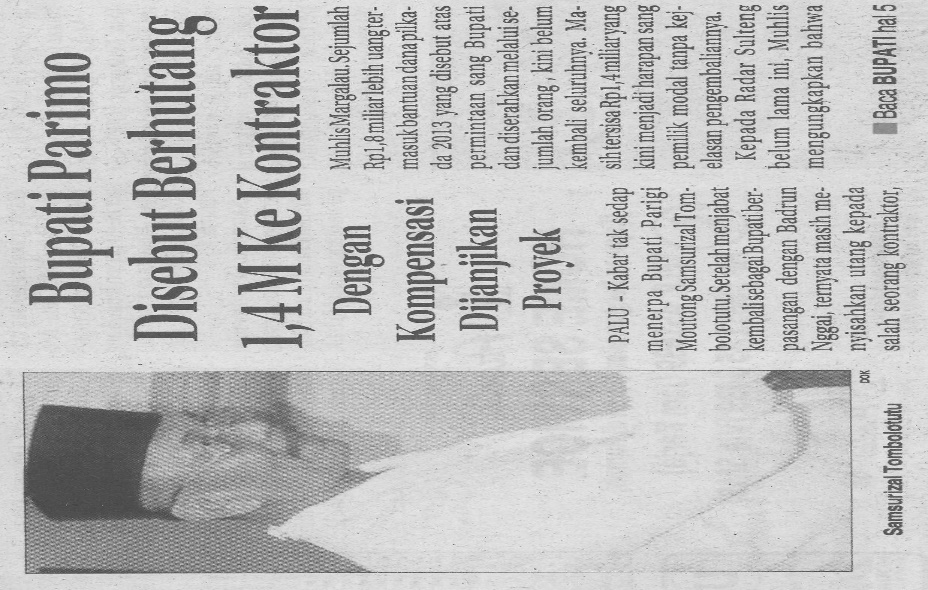 Bupati Parimo
Disebut Berhutang
1,4 M Ke Kontraktor
Dengan
Kompensasi
Dijanjikan
Proyek
PALU - Kabar tak sedap
menerpa Bupati Parigi
Moutong Samsurizal Tom-
bolotutu. Setelah menjabat
kembali sebagai Bupati ber-
pasangan dengan Badrun
Nggai, ternyata masih me-
nyisahkan utang kepada
salah seorang kontraktor,
Muhlis Margalau. Sejumlah
Rp1,8 miliar lebih uang ter-
masuk bantuan dana pilka-
da 2013 yang disebut atas
permintaan sang Bupati
dan diserahkan melalui se-
jumlah orang, kini belum
kembali seluruhnya. Ma-
sih tersisa Rp1,4 miliar yang
kini menjadi harapan sang
pemilik modal tanpa kej-
elasan pengembaliannya.
Kepada Radar Sulteng
belum lama ini, Muhlis
mengungkapkan bahwa
Baca BUPATI hal 5
DOK
Samsurizal Tombolotutu